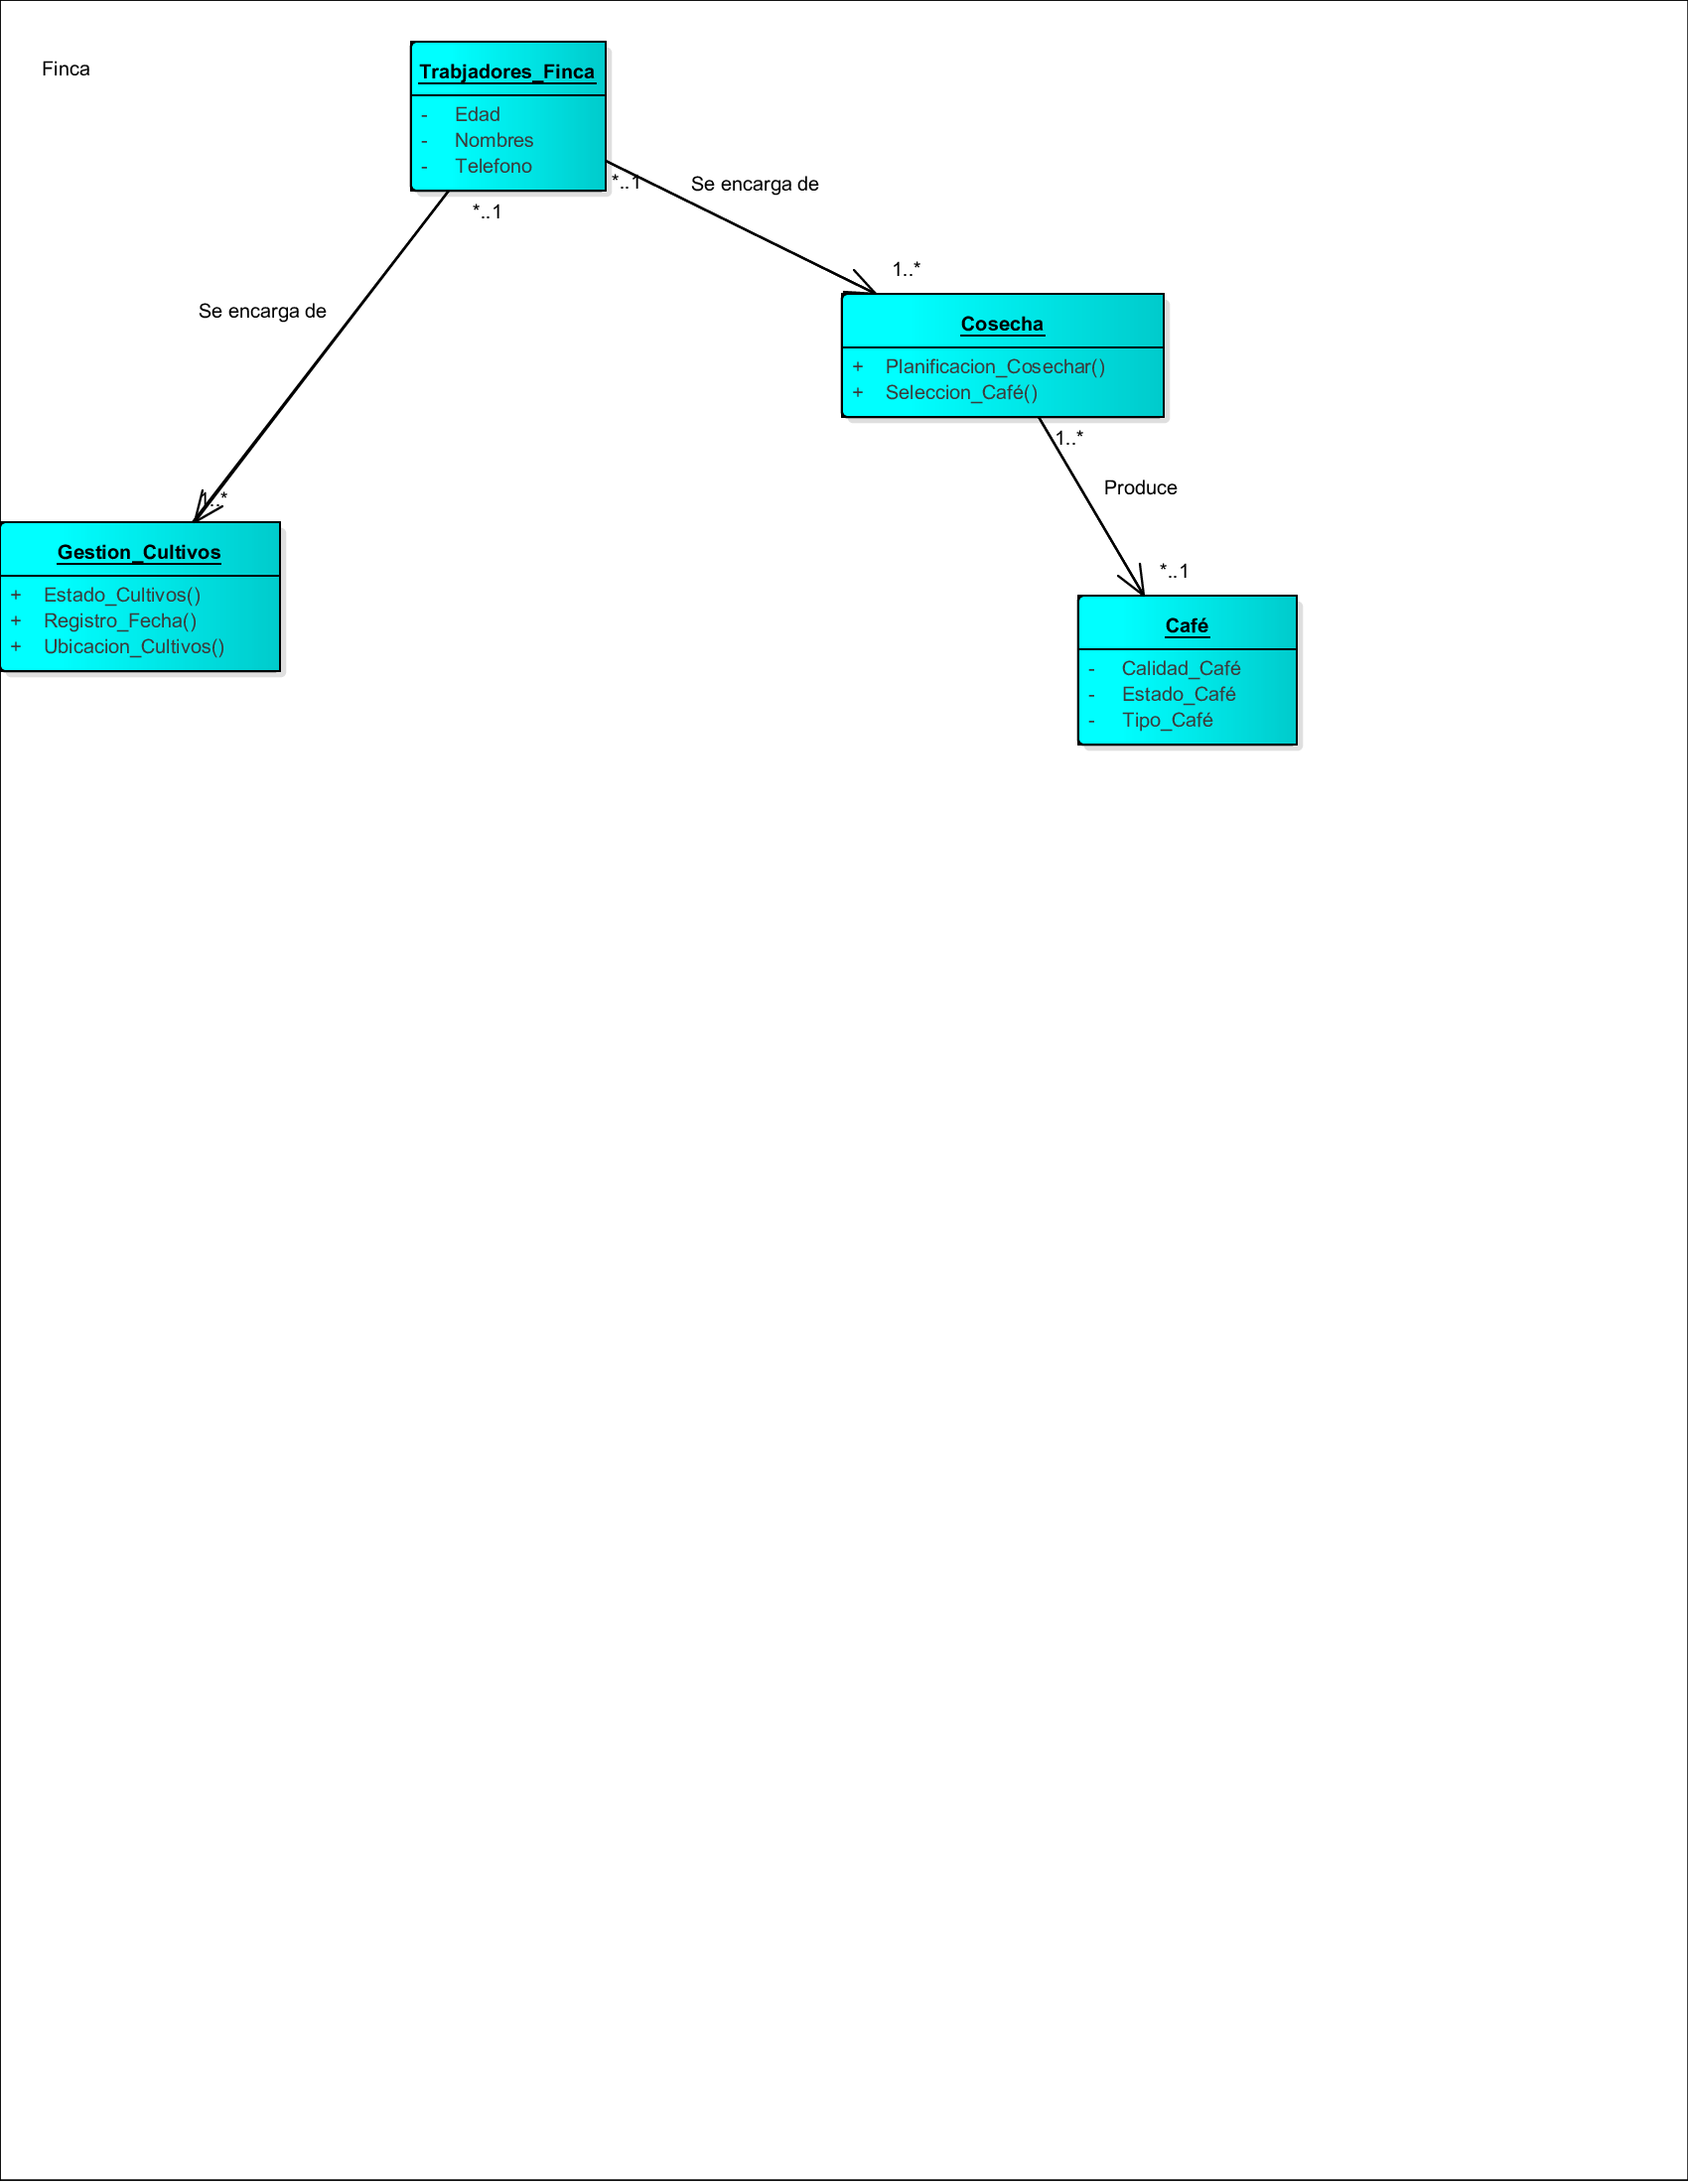 Finca
Trabjadores_Finca
- Edad
- Nombres
- Telefono
*..1
Se encarga de
*..1
1..*
Se encarga de
Cosecha
+ Planificacion_Cosechar()
+ Seleccion_Café()
1..*
Produce
1..*
Gestion_Cultivos
+ Estado_Cultivos()
+ Registro_Fecha()
+ Ubicacion_Cultivos()
*..1
Café
- Calidad_Café
- Estado_Café
- Tipo_Café